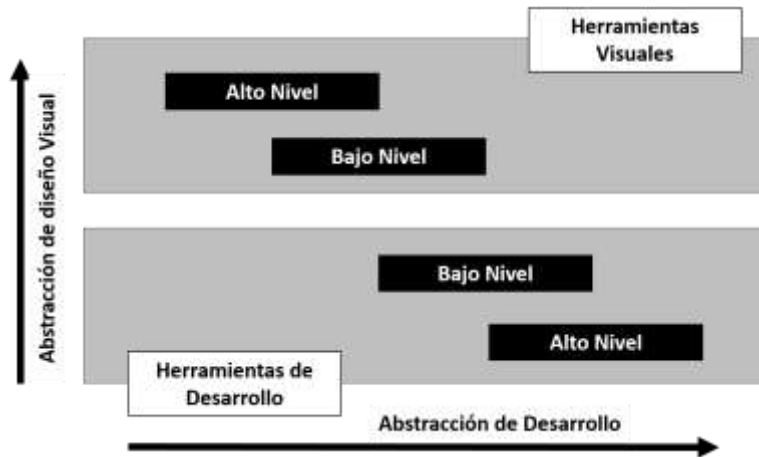 Herramientas
Visuales
Alto Nivel
Bajo Nivel
Abstracción de diseño Visual
Bajo Nivel
Alto Nivel
Herramientas de
Desarrollo
Abstracción de Desarrollo